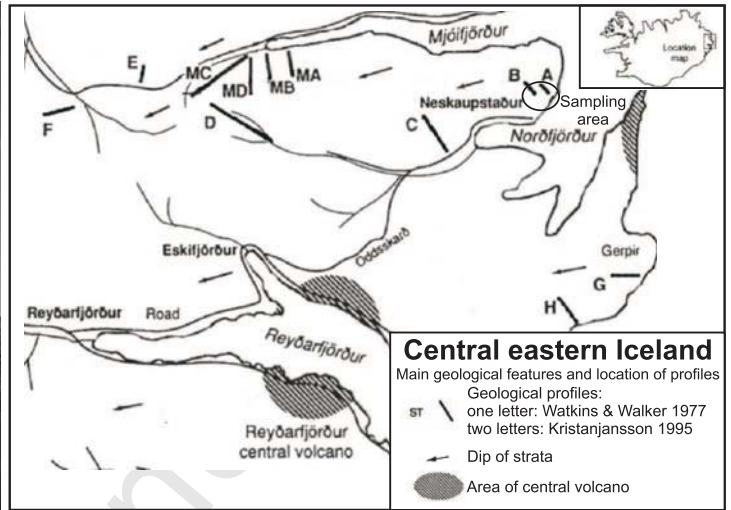 Mjóifjörður
Location
map
E
MC
MD
MB
MA
B
A
Neskaupstaður
Sampling
area
F
D
C
Norðfjörður
Eskifjörður
Oddsskarð
Gerpir
G
H
Reyðarfjörður
Road
Reyðarfjörður
Reyðarfjörður
central volcano
Central eastern Iceland
Main geological features and location of profiles
Geological profiles:
ST one letter: Watkins & Walker 1977
two letters: Kristanjansson 1995
Dip of strata
Area of central volcano